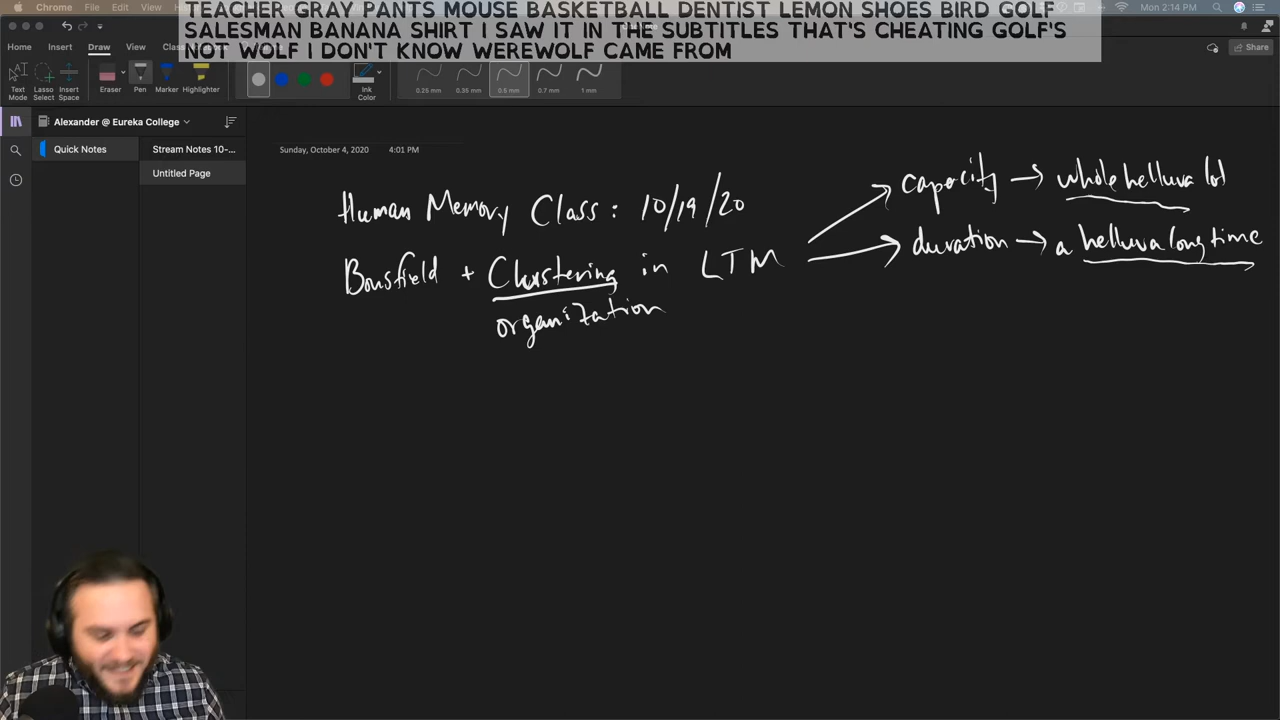 TEACHER GRAY PANTS MOUSE BASKETBALL DENTIST LEMON SHOES BIRD GOLF
SALESMAN BANANA SHIRT I SAW IT IN THE SUBTITLES THAT'S CHEATING GOLF'S
NOT WOLF I DON'T KNOW WEREWOLF CAME FROM
Chrome File Edit Mon 2:14 PM
Home Insert Draw View Share
Text Mode
Lasso Select
Insert Space
Eraser
Pen
Marker
Highlighter
Ink Color
0.25 mm 0.35 mm 0.5 mm 0.7 mm 1 mm
Alexander @ Eureka College
Quick Notes
Stream Notes 10-...
Untitled Page
Sunday, October 4, 2020 4:01 PM
Human Memory Class: 10/19/20
Bousfield + Clustering in LTM
organization
capacity → whole helluva lot
duration → a helluva long time